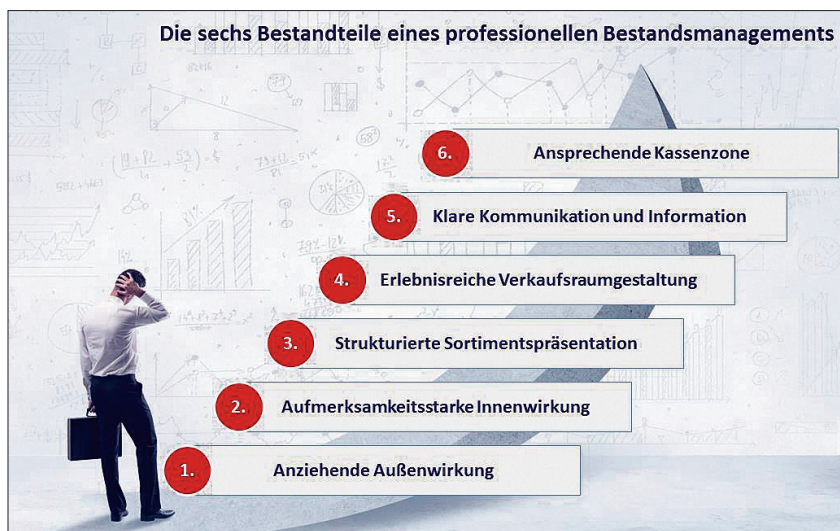 Die sechs Bestandteile eines professionellen Bestandsmanagements
6. Ansprechende Kassenzone
5. Klare Kommunikation und Information
4. Erlebnisreiche Verkaufsraumgestaltung
3. Strukturierte Sortimentspräsentation
2. Aufmerksamkeitsstarke Innenwirkung
1. Anziehende Außenwirkung